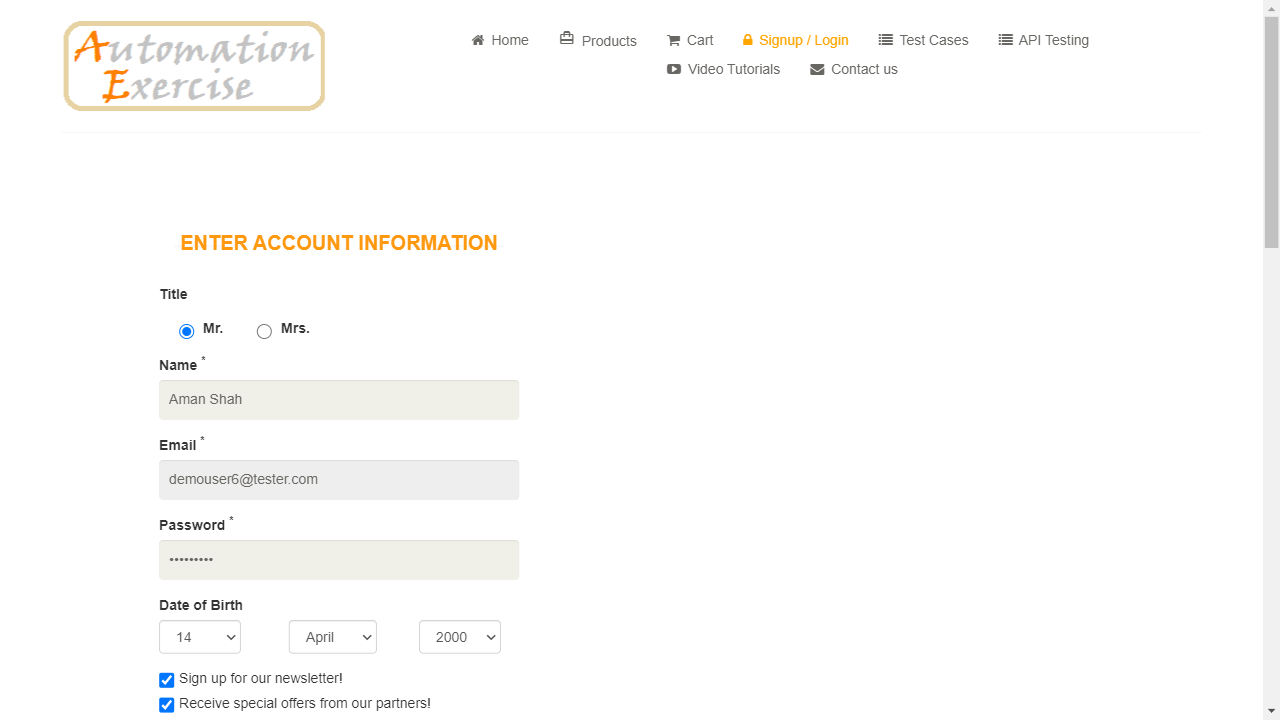 Automation
Exercise
Home
Products
Cart
Signup / Login
Test Cases
API Testing
Video Tutorials
Contact us
ENTER ACCOUNT INFORMATION
Title
Mr.
Mrs.
Name *
Aman Shah
Email *
demouser6@tester.com
Password *
•••••••••
Date of Birth
14
April
2000
Sign up for our newsletter!
Receive special offers from our partners!